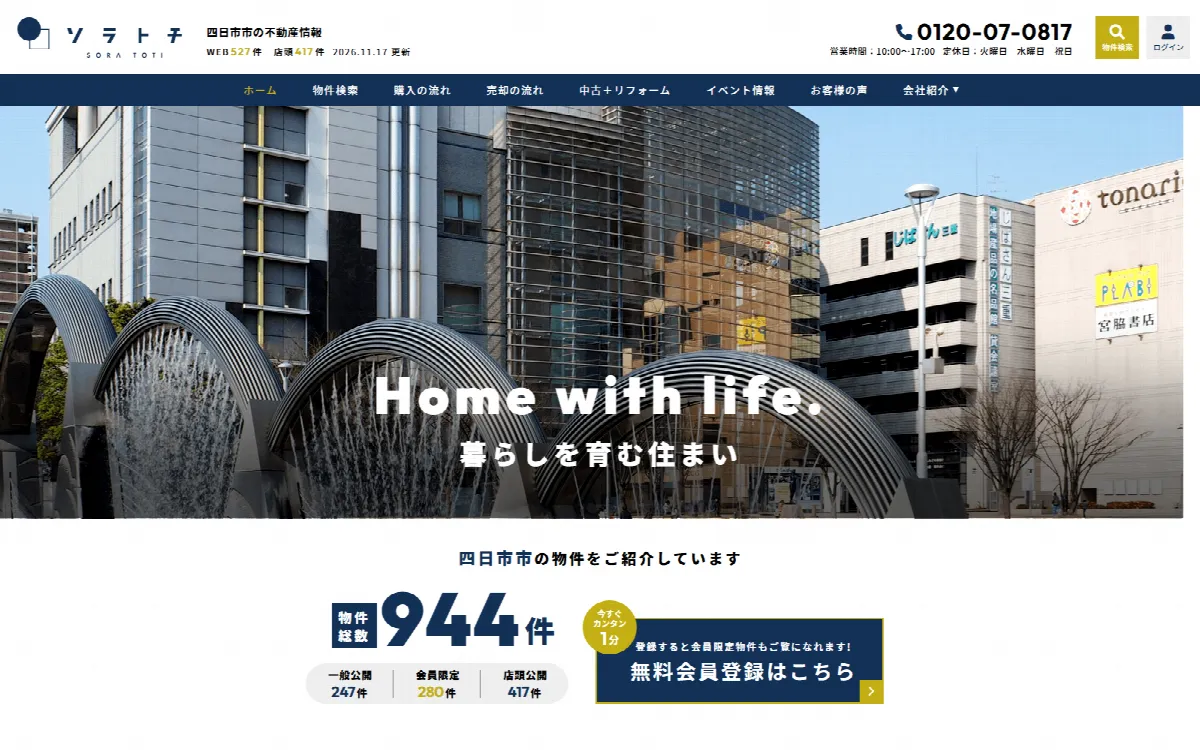 ソラトチ
SORA TOTI
四日市市の不動産情報
WEB 527 件 店頭 417 件 2026.11.17 更新
0120-07-0817
営業時間：10:00〜17:00 定休日：火曜日 水曜日 祝日
物件検索
ログイン
ホーム 物件検索 購入の流れ 売却の流れ 中古＋リフォーム イベント情報 お客様の声 会社紹介▼
tonari
じばさん三重
PLABI
宮脇書店
Home with life.
暮らしを育む住まい
四日市市の物件をご紹介しています
物件
総数
944件
一般公開
247件
会員限定
280件
店頭公開
417件
今すぐ
カンタン
1分
登録すると会員限定物件もご覧になれます!
無料会員登録はこちら